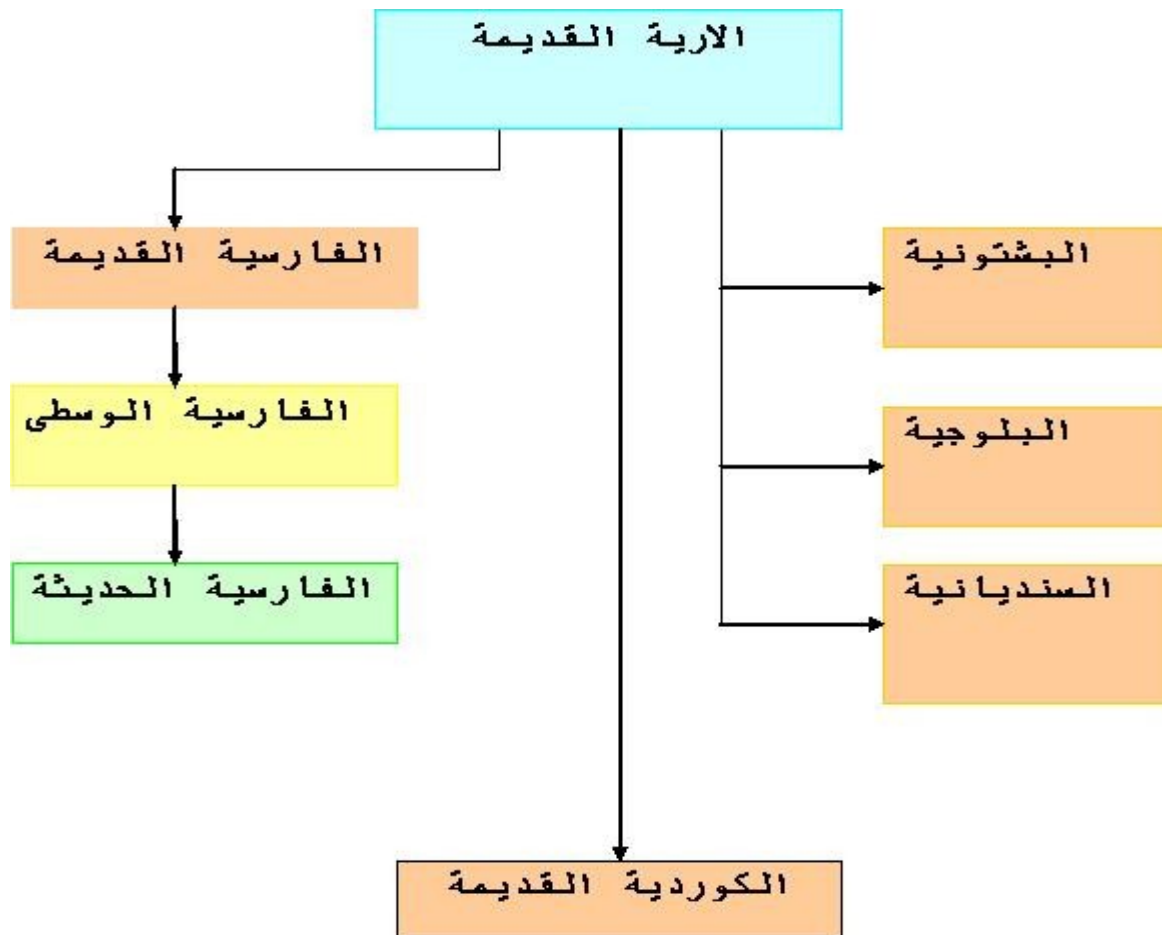 الارية القديمة
الفارسية القديمة
البشتونية
الفارسية الوسطى
البلوجية
الفارسية الحديثة
السنديانية
الكوردية القديمة